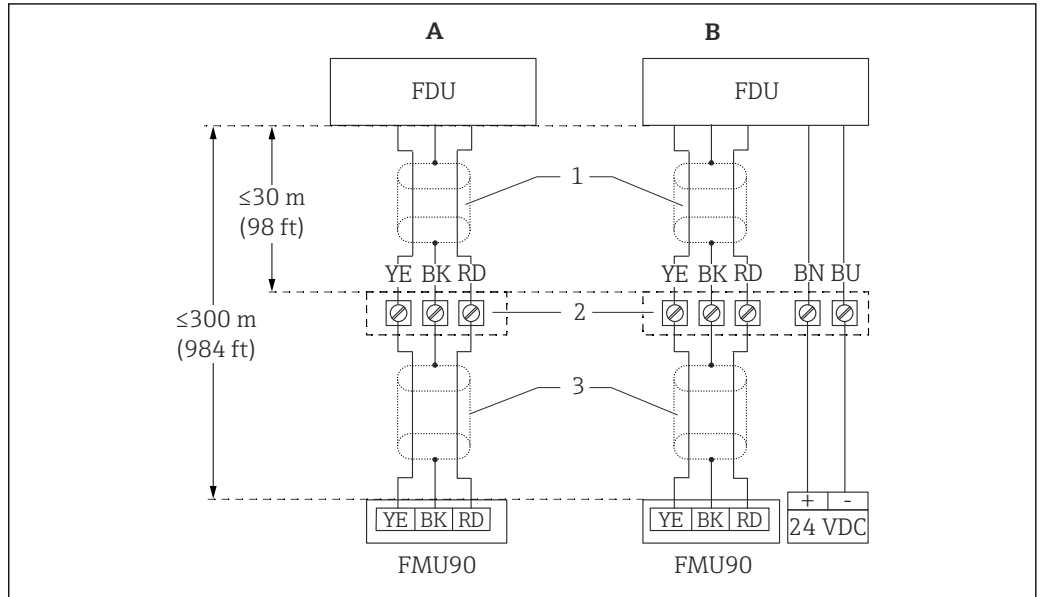 A B
FDU FDU
1
≤30 m
(98 ft)
YE BK RD YE BK RD BN BU
2
≤300 m
(984 ft)
3
+ -
YE BK RD YE BK RD 24 VDC
FMU90 FMU90